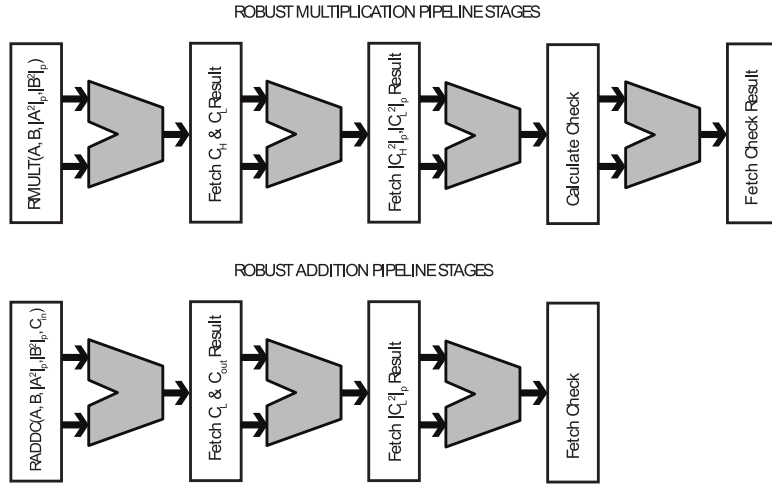 ROBUST MULTIPLICATION PIPELINE STAGES
RMULT(A, B,|A²|p,|B²|p)
Fetch CH & CL Result
Fetch |CH²|p,|CL²|p Result
Calculate Check
Fetch Check Result
ROBUST ADDITION PIPELINE STAGES
RADDC(A, B,|A²|p,|B²|p, Cin)
Fetch CL & Cout Result
Fetch |CL²|p Result
Fetch Check